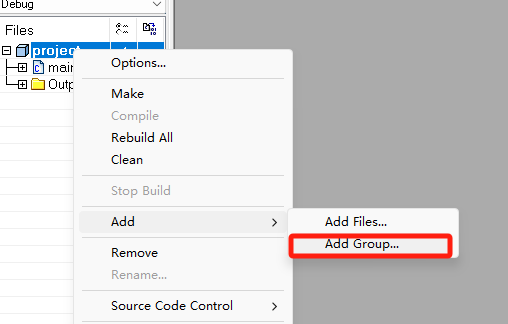 Debug
Files
project
main
Outp
Options...
Make
Compile
Rebuild All
Clean
Stop Build
Add
Add Files...
Add Group...
Remove
Rename...
Source Code Control